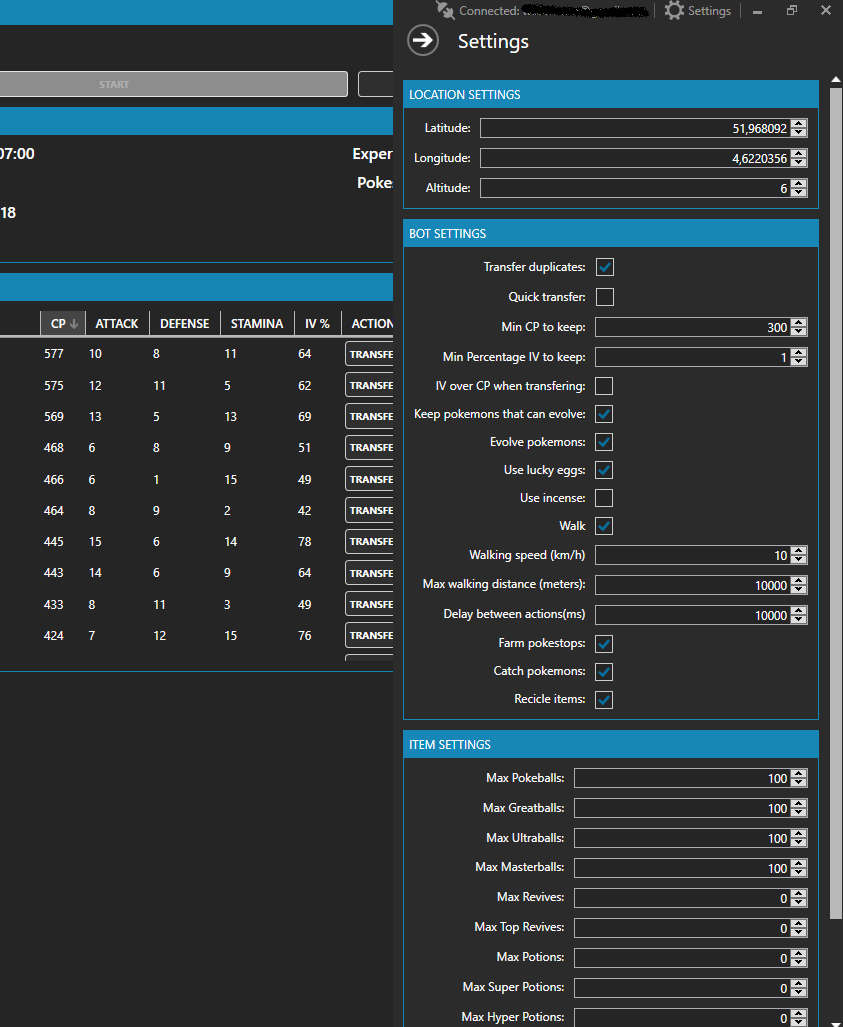 Connected:
Settings
Settings
START
LOCATION SETTINGS
Latitude: 51,968092
07:00 Exper
Longitude: 4,6220356
Poke
Altitude: 6
18
BOT SETTINGS
Transfer duplicates:
Quick transfer:
CP ATTACK DEFENSE STAMINA IV % ACTION
577 10 8 11 64 TRANSFE
575 12 11 5 62 TRANSFE
569 13 5 13 69 TRANSFE
468 6 8 9 51 TRANSFE
466 6 1 15 49 TRANSFE
464 8 9 2 42 TRANSFE
445 15 6 14 78 TRANSFE
443 14 6 9 64 TRANSFE
433 8 11 3 49 TRANSFE
424 7 12 15 76 TRANSFE
Min CP to keep: 300
Min Percentage IV to keep: 1
IV over CP when transfering:
Keep pokemons that can evolve:
Evolve pokemons:
Use lucky eggs:
Use incense:
Walk
Walking speed (km/h) 10
Max walking distance (meters): 10000
Delay between actions(ms) 10000
Farm pokestops:
Catch pokemons:
Recicle items:
ITEM SETTINGS
Max Pokeballs: 100
Max Greatballs: 100
Max Ultraballs: 100
Max Masterballs: 100
Max Revives: 0
Max Top Revives: 0
Max Potions: 0
Max Super Potions: 0
Max Hyper Potions: 0